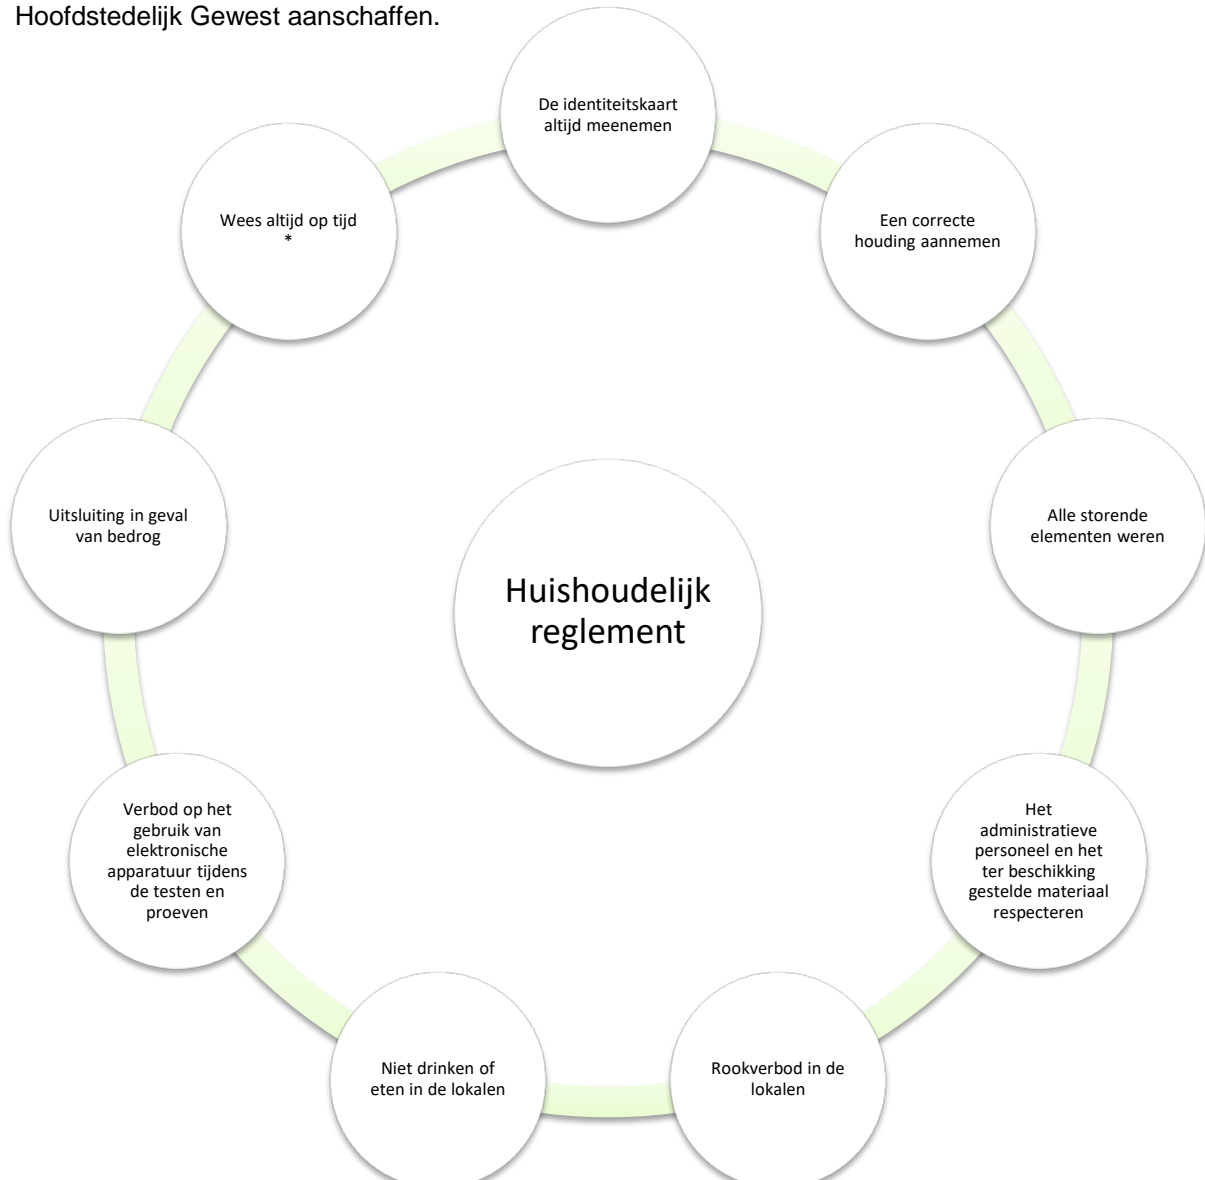 Hoofdstedelijk Gewest aanschaffen.
De identiteitskaart
altijd meenemen
Een correcte
houding aannemen
Alle storende
elementen weren
Het
administratieve
personeel en het
ter beschikking
gestelde materiaal
respecteren
Rookverbod in de
lokalen
Niet drinken of
eten in de lokalen
Verbod op het
gebruik van
elektronische
apparatuur tijdens
de testen en
proeven
Uitsluiting in geval
van bedrog
Wees altijd op tijd
*
Huishoudelijk
reglement